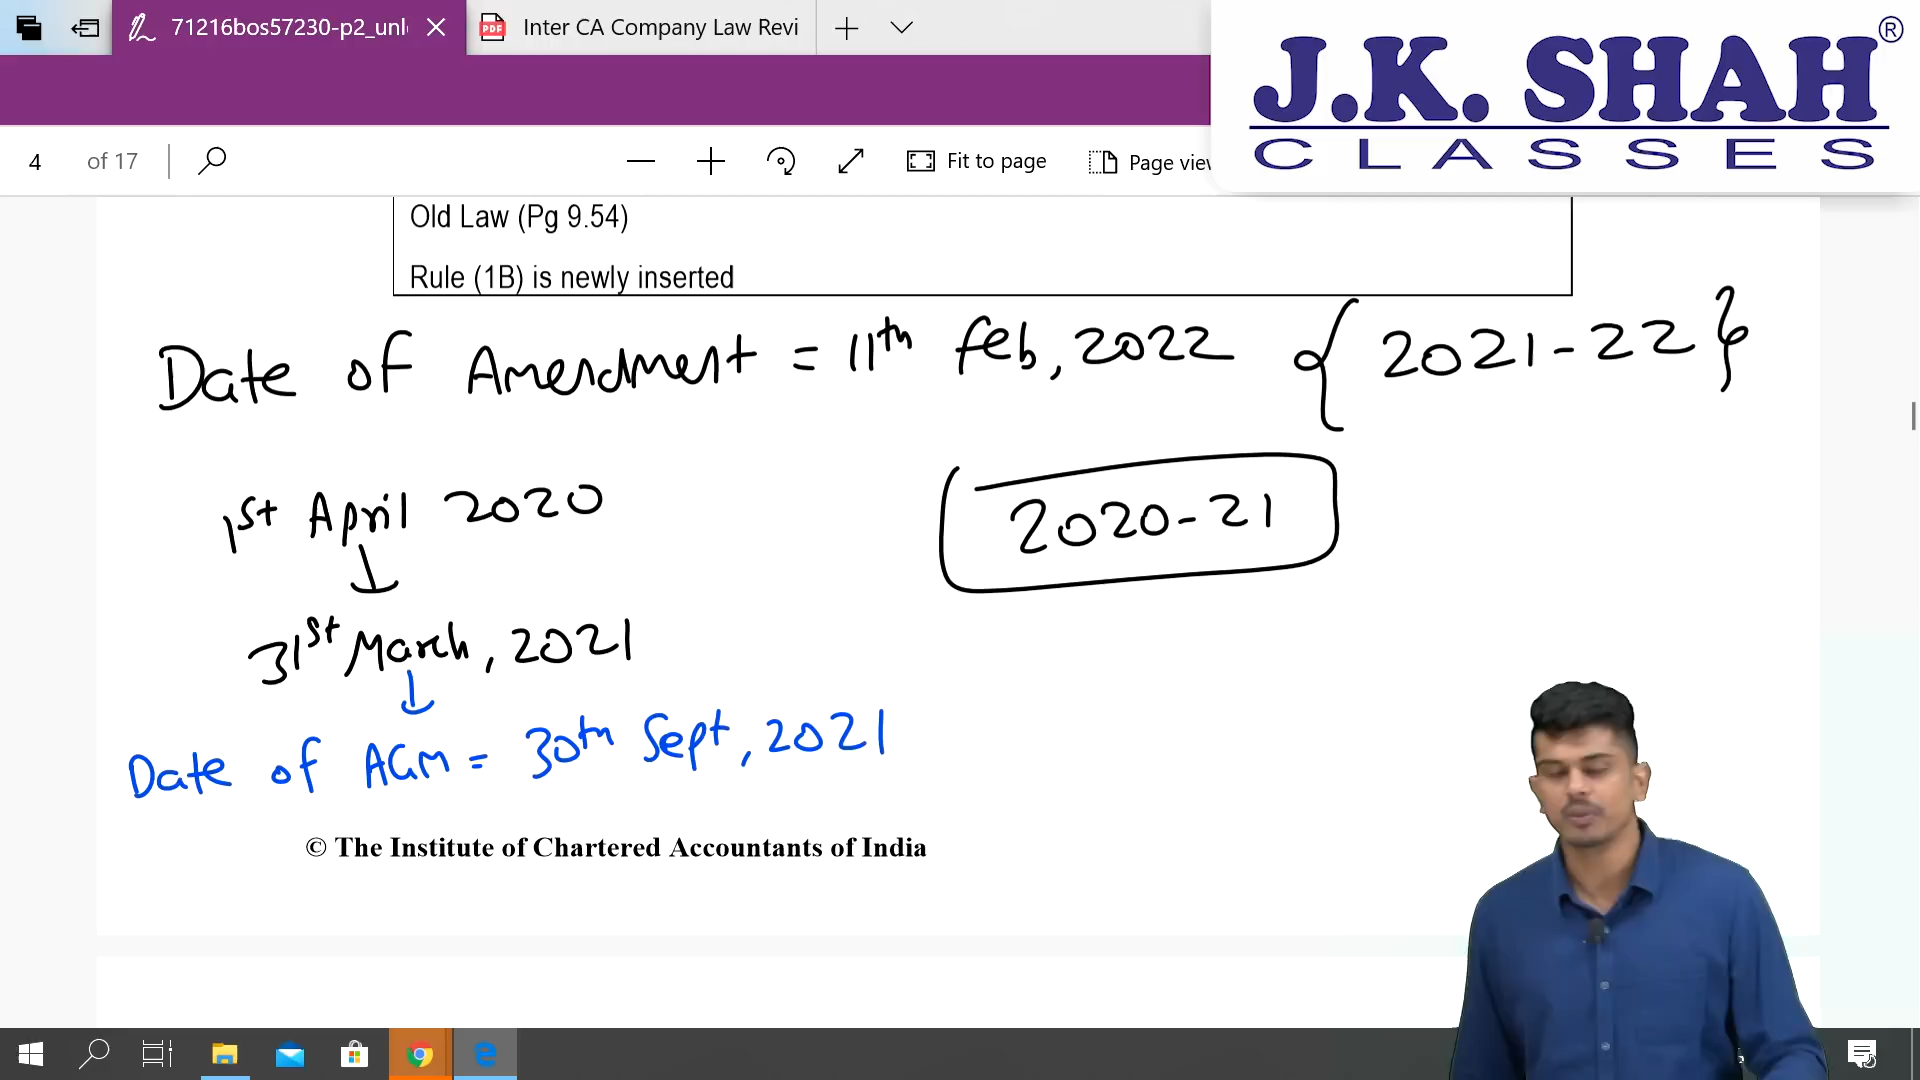 71216bos57230-p2_unl
Inter CA Company Law Revi
J.K. SHAH ®
CLASSES
4 of 17
Fit to page
Page view
Old Law (Pg 9.54)
Rule (1B) is newly inserted
Date of Amendment = 11th Feb, 2022 { 2021-22 }
1st April 2020
2020-21
31st March, 2021
Date of AGM = 30th Sept, 2021
© The Institute of Chartered Accountants of India